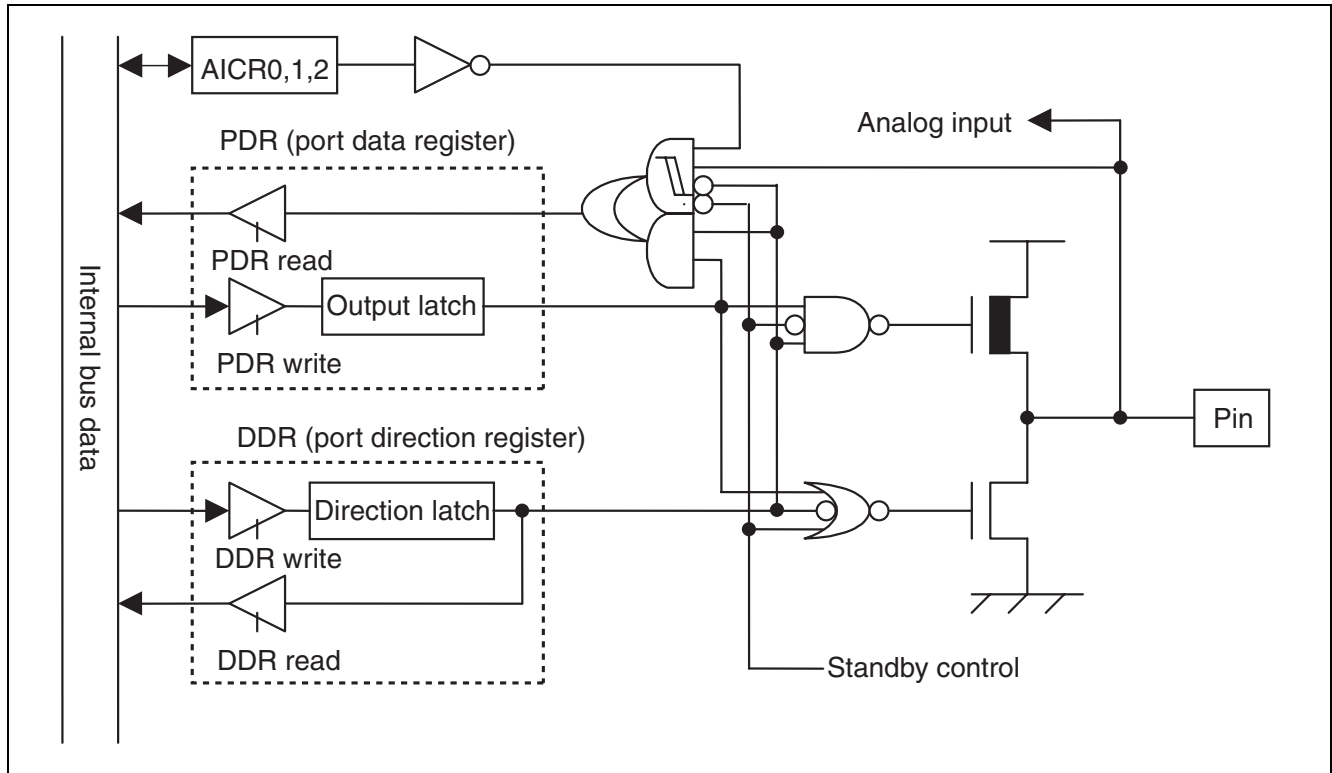 AICR0,1,2
Analog input
PDR (port data register)
PDR read
Output latch
PDR write
Internal bus data
DDR (port direction register)
Pin
Direction latch
DDR write
DDR read
Standby control